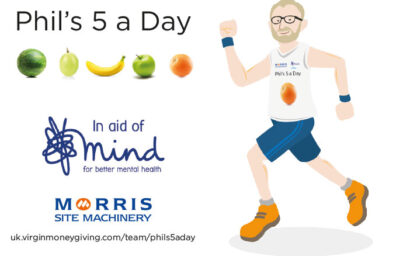 Phil's 5 a Day
In aid of
mind
for better mental health
MORRIS
SITE MACHINERY
uk.virginmoneygiving.com/team/phils5aday
MORRIS
Phil's 5 a Day